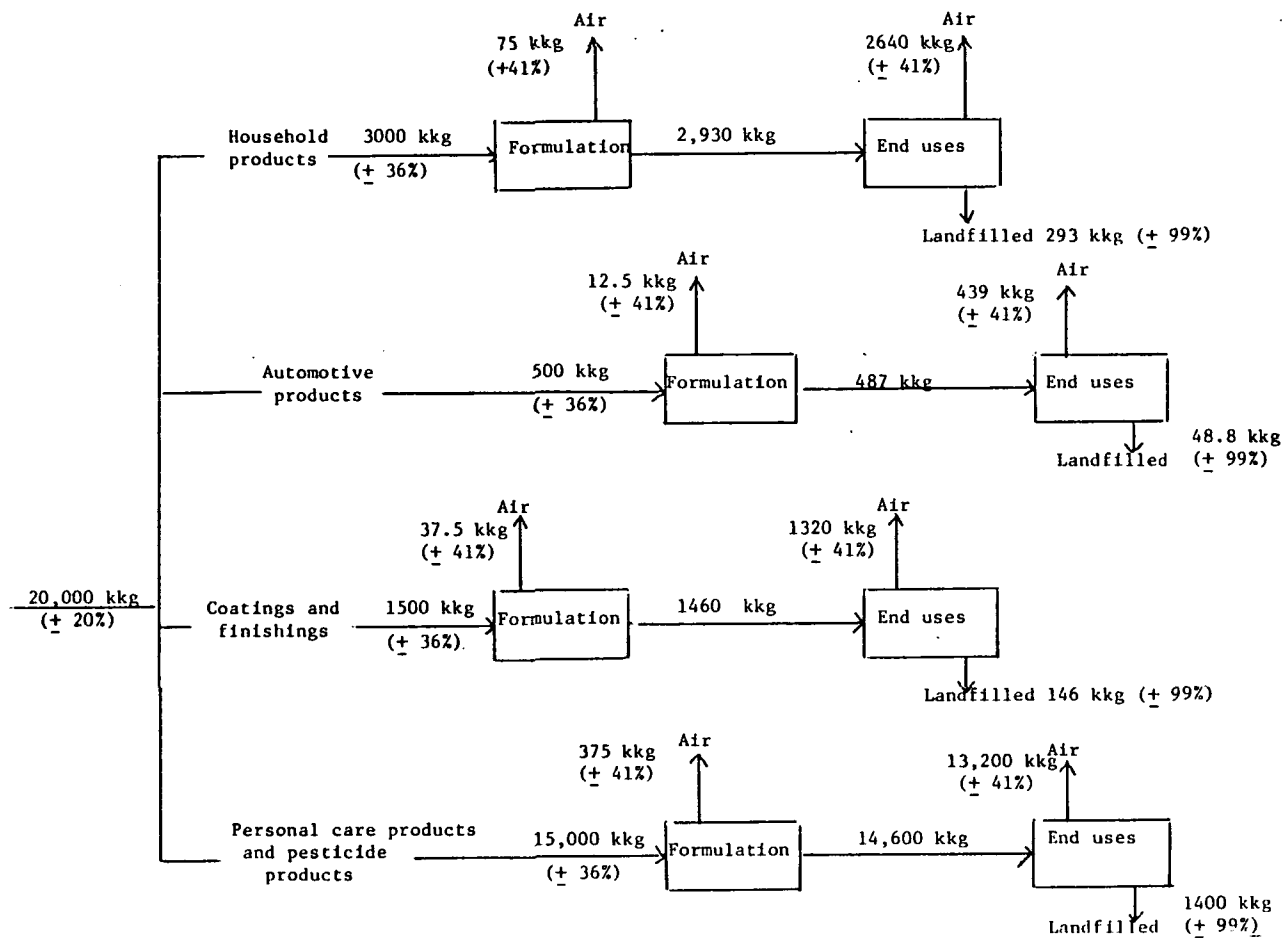 Air
75 kkg
(+41%)
Air
2640 kkg
(± 41%)
Household
products
3000 kkg
(± 36%)
Formulation
2,930 kkg
End uses
Landfilled 293 kkg (± 99%)
Air
12.5 kkg
(± 41%)
Air
439 kkg
(± 41%)
Automotive
products
500 kkg
(± 36%)
Formulation
487 kkg
End uses
Landfilled
48.8 kkg
(± 99%)
Air
37.5 kkg
(± 41%)
Air
1320 kkg
(± 41%)
20,000 kkg
(± 20%)
Coatings and
finishings
1500 kkg
(± 36%)
Formulation
1460 kkg
End uses
Landfilled 146 kkg (± 99%)
Air
375 kkg
(± 41%)
Air
13,200 kkg
(± 41%)
Personal care products
and pesticide
products
15,000 kkg
(± 36%)
Formulation
14,600 kkg
End uses
Landfilled
1400 kkg
(± 99%)